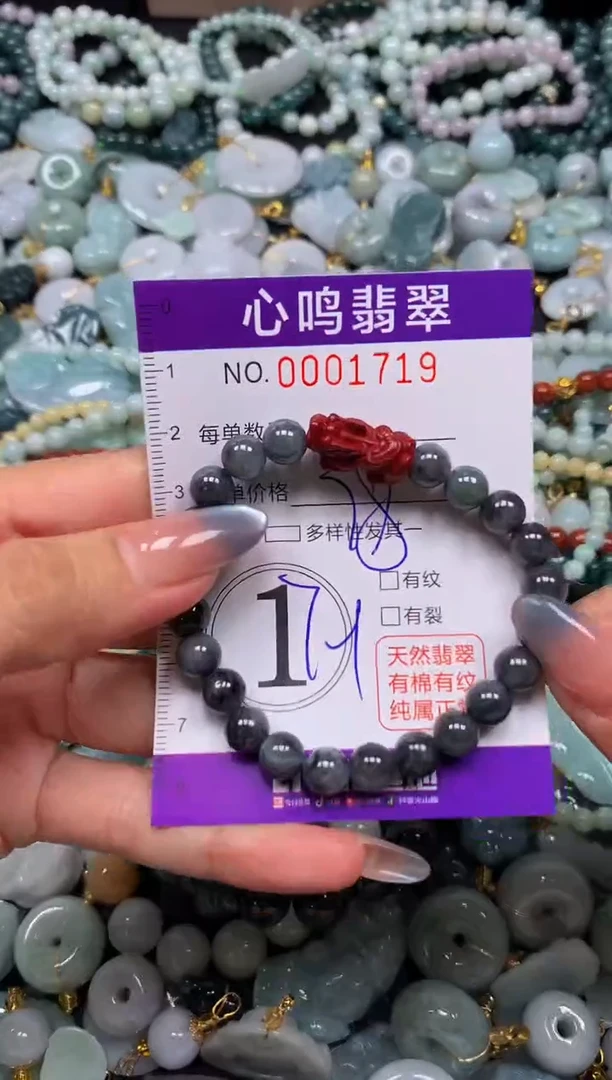 心鸣翡翠
NO. 0001719
每单数
单价格
多样性发其一
有纹
有裂
1
天然翡翠
有棉有纹
纯属正
0
1
2
3
7